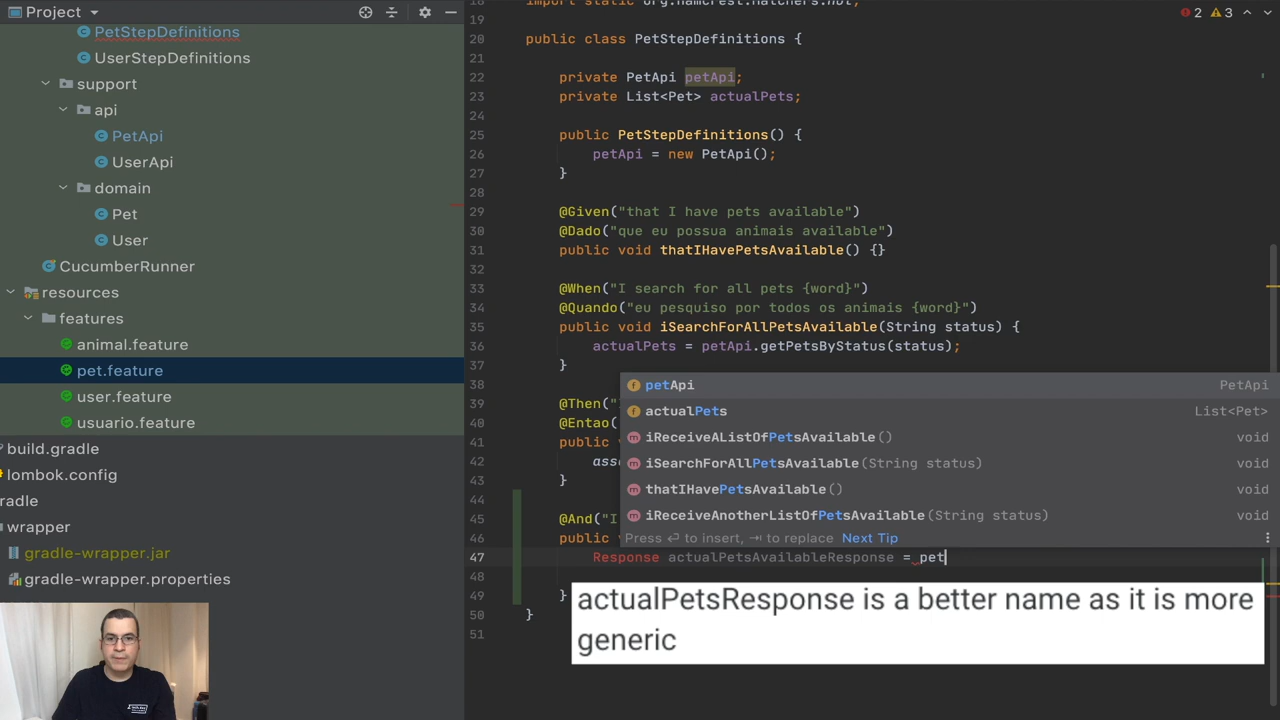 Project
PetStepDefinitions
UserStepDefinitions
support
api
PetApi
UserApi
domain
Pet
User
CucumberRunner
resources
features
animal.feature
pet.feature
user.feature
usuario.feature
build.gradle
lombok.config
radle
wrapper
gradle-wrapper.jar
gradle-wrapper.properties
2 3
18 import static org.hamcrest.Matchers.not;
19
20 public class PetStepDefinitions {
21
22 private PetApi petApi;
23 private List<Pet> actualPets;
24
25 public PetStepDefinitions() {
26 petApi = new PetApi();
27 }
28
29 @Given("that I have pets available")
30 @Dado("que eu possua animais available")
31 public void thatIHavePetsAvailable() {}
32
33 @When("I search for all pets {word}")
34 @Quando("eu pesquiso por todos os animais {word}")
35 public void iSearchForAllPetsAvailable(String status) {
36 actualPets = petApi.getPetsByStatus(status);
37 }
38
39 @Then("
40 @Entao(
41 public v
42 asse
43 }
44
45 @And("I
46 public v
47 Response actualPetsAvailableResponse = pet
48
49 }
50 }
51
petApi PetApi
actualPets List<Pet>
iReceiveAListOfPetsAvailable() void
iSearchForAllPetsAvailable(String status) void
thatIHavePetsAvailable() void
iReceiveAnotherListOfPetsAvailable(String status) void
Press ⏎ to insert, ⇥ to replace Next Tip
actualPetsResponse is a better name as it is more
generic